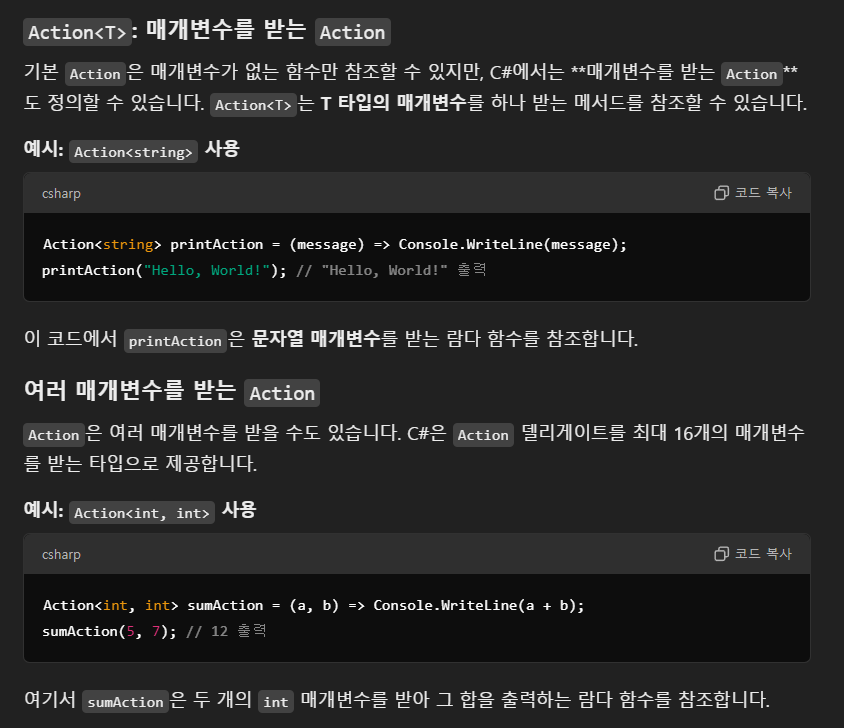 Action<T>: 매개변수를 받는 Action
기본 Action은 매개변수가 없는 함수만 참조할 수 있지만, C#에서는 **매개변수를 받는 Action**
도 정의할 수 있습니다. Action<T>는 T 타입의 매개변수를 하나 받는 메서드를 참조할 수 있습니다.
예시: Action<string> 사용
csharp
코드 복사
Action<string> printAction = (message) => Console.WriteLine(message);
printAction("Hello, World!"); // "Hello, World!" 출력
이 코드에서 printAction은 문자열 매개변수를 받는 람다 함수를 참조합니다.
여러 매개변수를 받는 Action
Action은 여러 매개변수를 받을 수도 있습니다. C#은 Action 델리게이트를 최대 16개의 매개변수
를 받는 타입으로 제공합니다.
예시: Action<int, int> 사용
csharp
코드 복사
Action<int, int> sumAction = (a, b) => Console.WriteLine(a + b);
sumAction(5, 7); // 12 출력
여기서 sumAction은 두 개의 int 매개변수를 받아 그 합을 출력하는 람다 함수를 참조합니다.